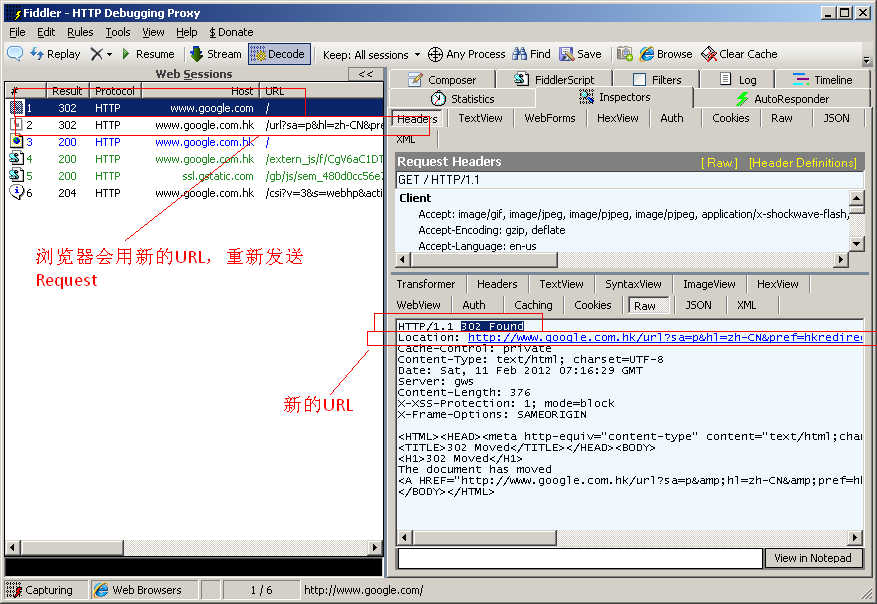 Fiddler - HTTP Debugging Proxy
File Edit Rules Tools View Help $ Donate
Replay Resume Stream Decode Keep: All sessions Any Process Find Save Browse Clear Cache
Web Sessions <<
# Result Protocol Host URL
1 302 HTTP www.google.com /
2 302 HTTP www.google.com.hk /url?sa=p&hl=zh-CN&pre
3 200 HTTP www.google.com.hk /
4 200 HTTP www.google.com.hk /extern_js/f/CgV6aC1DT
5 200 HTTP ssl.gstatic.com /gb/js/sem_480d0cc56e7
6 204 HTTP www.google.com.hk /csi?v=3&s=webhp&acti
浏览器会用新的URL，重新发送
Request
新的URL
Composer FiddlerScript Filters Log Timeline
Statistics Inspectors AutoResponder
Headers TextView WebForms HexView Auth Cookies Raw JSON
XML
Request Headers [ Raw ] [Header Definitions]
GET / HTTP/1.1
Client
Accept: image/gif, image/jpeg, image/pjpeg, image/pjpeg, application/x-shockwave-flash,
Accept-Encoding: gzip, deflate
Accept-Language: en-us
Transformer Headers TextView SyntaxView ImageView HexView
WebView Auth Caching Cookies Raw JSON XML
HTTP/1.1 302 Found
Location: http://www.google.com.hk/url?sa=p&hl=zh-CN&pref=hkredirec
Cache-Control: private
Content-Type: text/html; charset=UTF-8
Date: Sat, 11 Feb 2012 07:16:29 GMT
Server: gws
Content-Length: 376
X-XSS-Protection: 1; mode=block
X-Frame-Options: SAMEORIGIN
<HTML><HEAD><meta http-equiv="content-type" content="text/html;char
<TITLE>302 Moved</TITLE></HEAD><BODY>
<H1>302 Moved</H1>
The document has moved
<A HREF="http://www.google.com.hk/url?sa=p&amp;hl=zh-CN&amp;pref=hk
</BODY></HTML>
View in Notepad
Capturing Web Browsers 1 / 6 http://www.google.com/